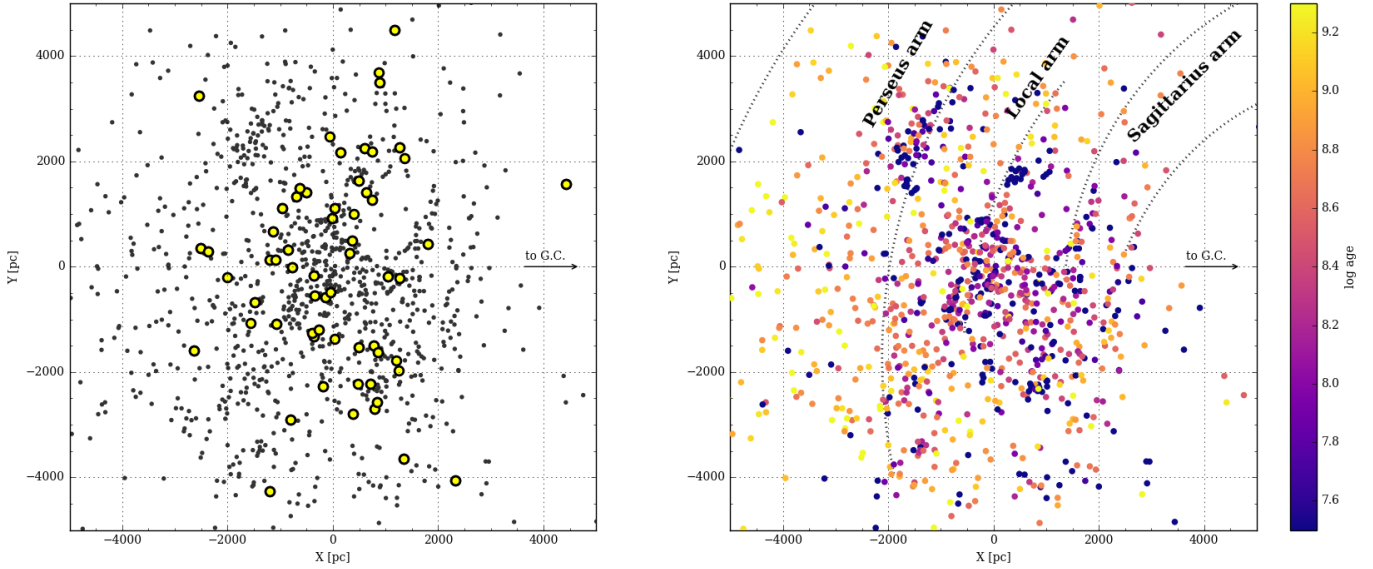 4000
2000
0
−2000
−4000
Y [pc]
−4000
−2000
0
2000
4000
X [pc]
to G.C.
4000
2000
0
−2000
−4000
Y [pc]
−4000
−2000
0
2000
4000
X [pc]
Perseus arm
Local arm
Sagittarius arm
to G.C.
9.2
9.0
8.8
8.6
8.4
8.2
8.0
7.8
7.6
log age